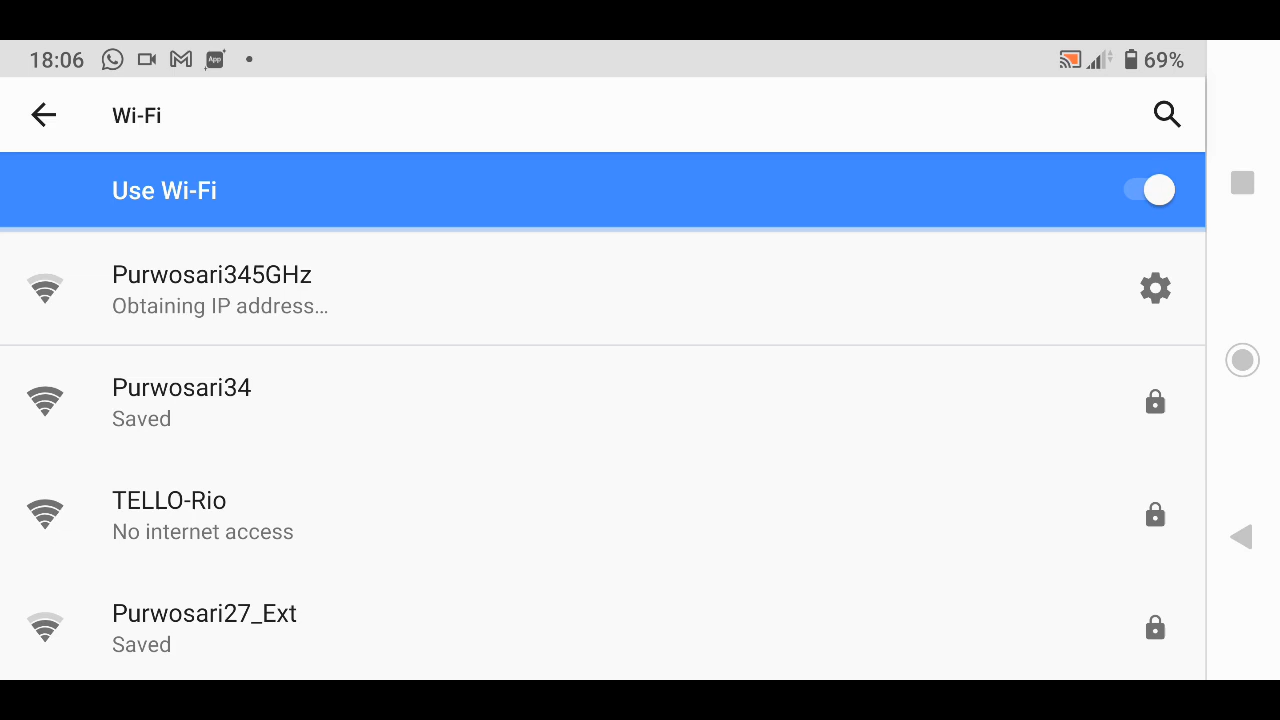 18:06
App
69%
Wi-Fi
Use Wi-Fi
Purwosari345GHz
Obtaining IP address…
Purwosari34
Saved
TELLO-Rio
No internet access
Purwosari27_Ext
Saved